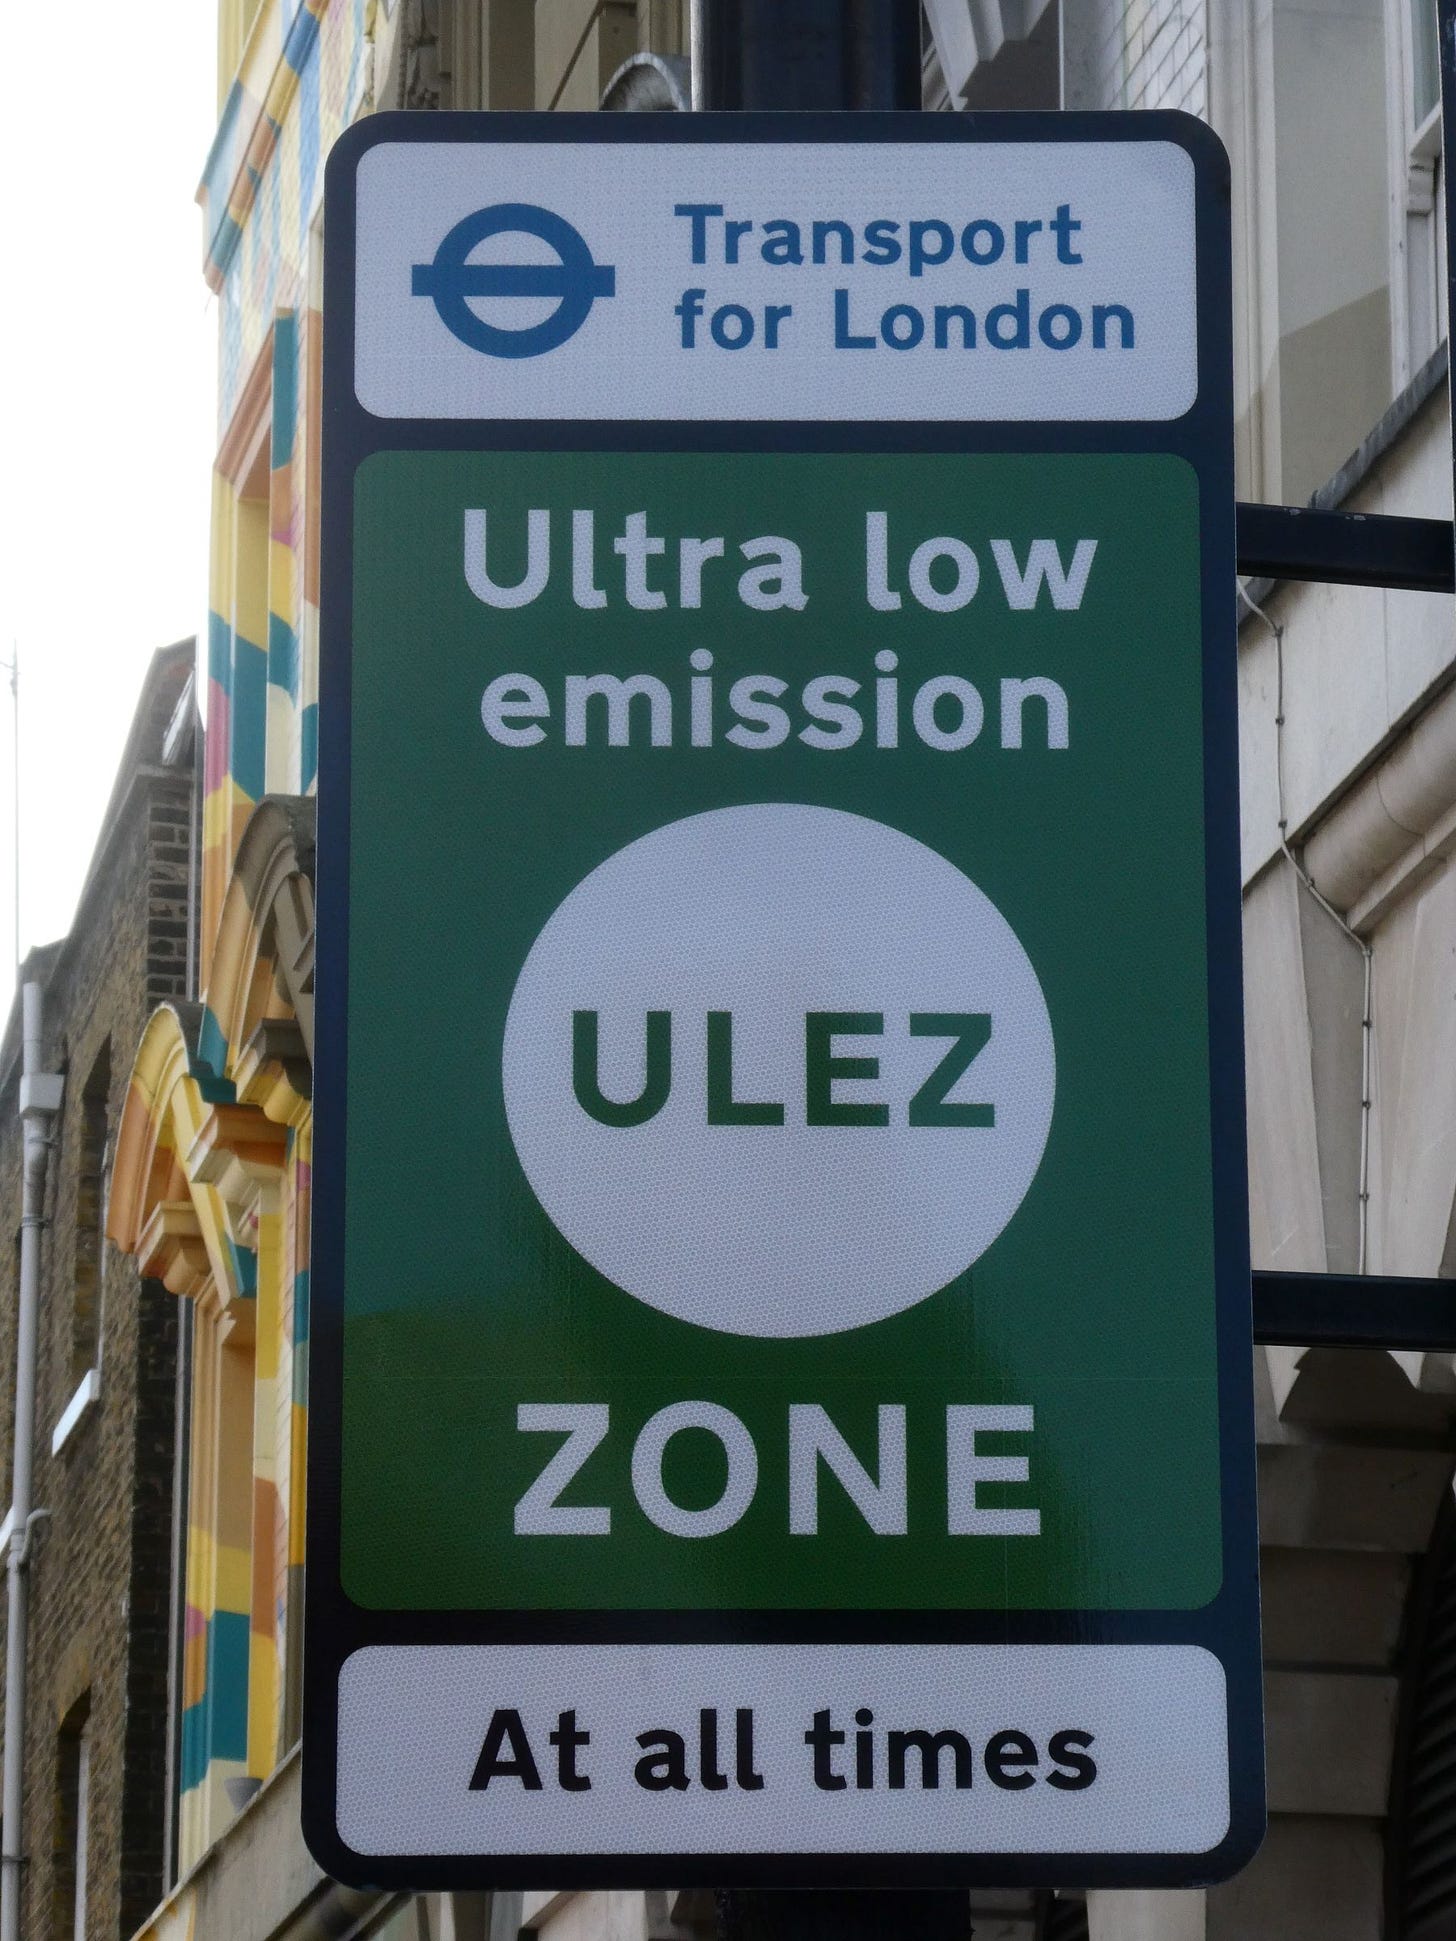 Transport
for London
Ultra low
emission
ULEZ
ZONE
At all times